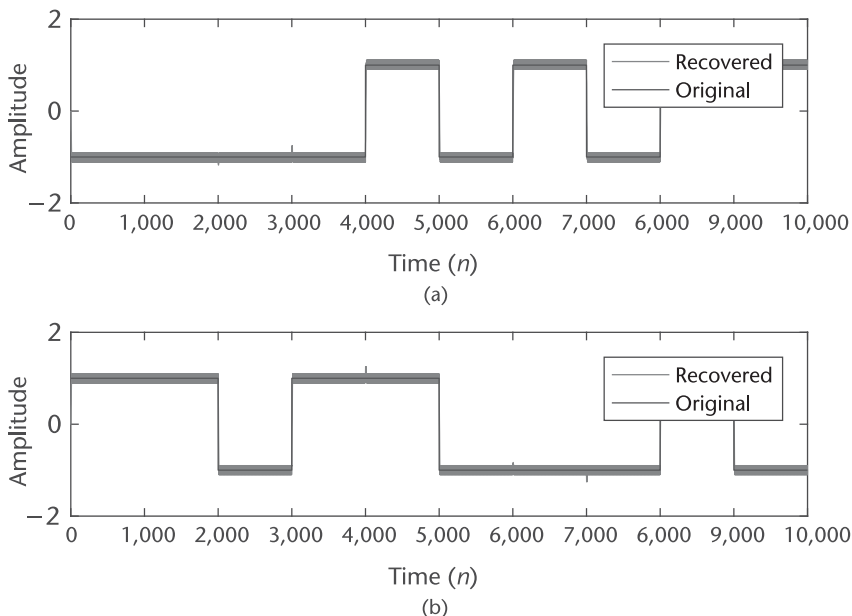 2
Recovered
Original
Amplitude
0
−2
0 1,000 2,000 3,000 4,000 5,000 6,000 7,000 6,000 9,000 10,000
Time (n)
(a)
2
Recovered
Original
Amplitude
0
−2
0 1,000 2,000 3,000 4,000 5,000 6,000 7,000 6,000 9,000 10,000
Time (n)
(b)